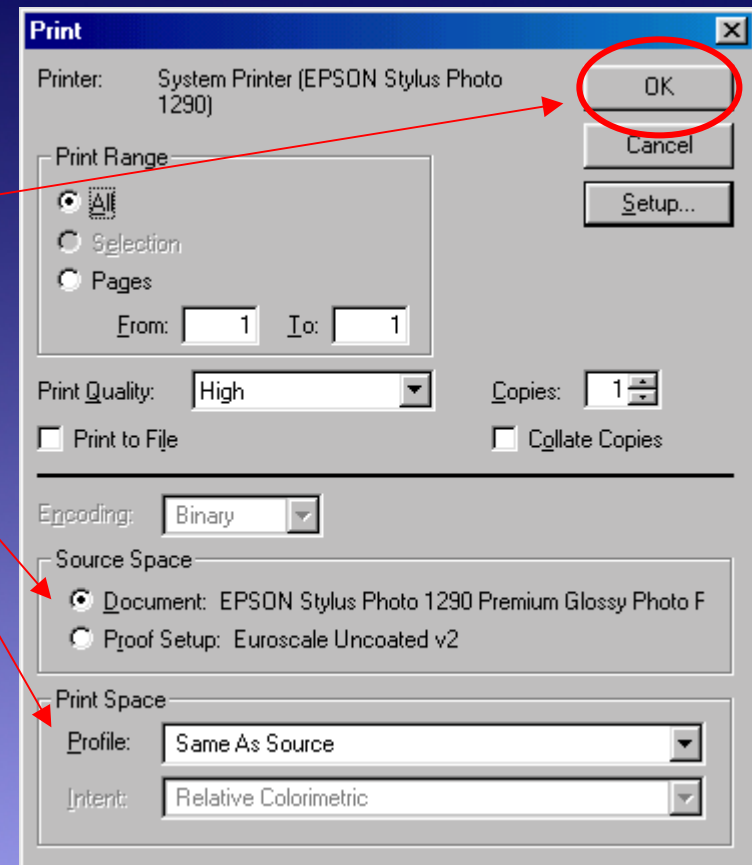 Print
Printer: System Printer (EPSON Stylus Photo
1290)
OK
Cancel
Setup...
Print Range
All
Selection
Pages
From: 1 To: 1
Print Quality: High
Copies: 1
Print to File
Collate Copies
Encoding: Binary
Source Space
Document: EPSON Stylus Photo 1290 Premium Glossy Photo F
Proof Setup: Euroscale Uncoated v2
Print Space
Profile: Same As Source
Intent: Relative Colorimetric